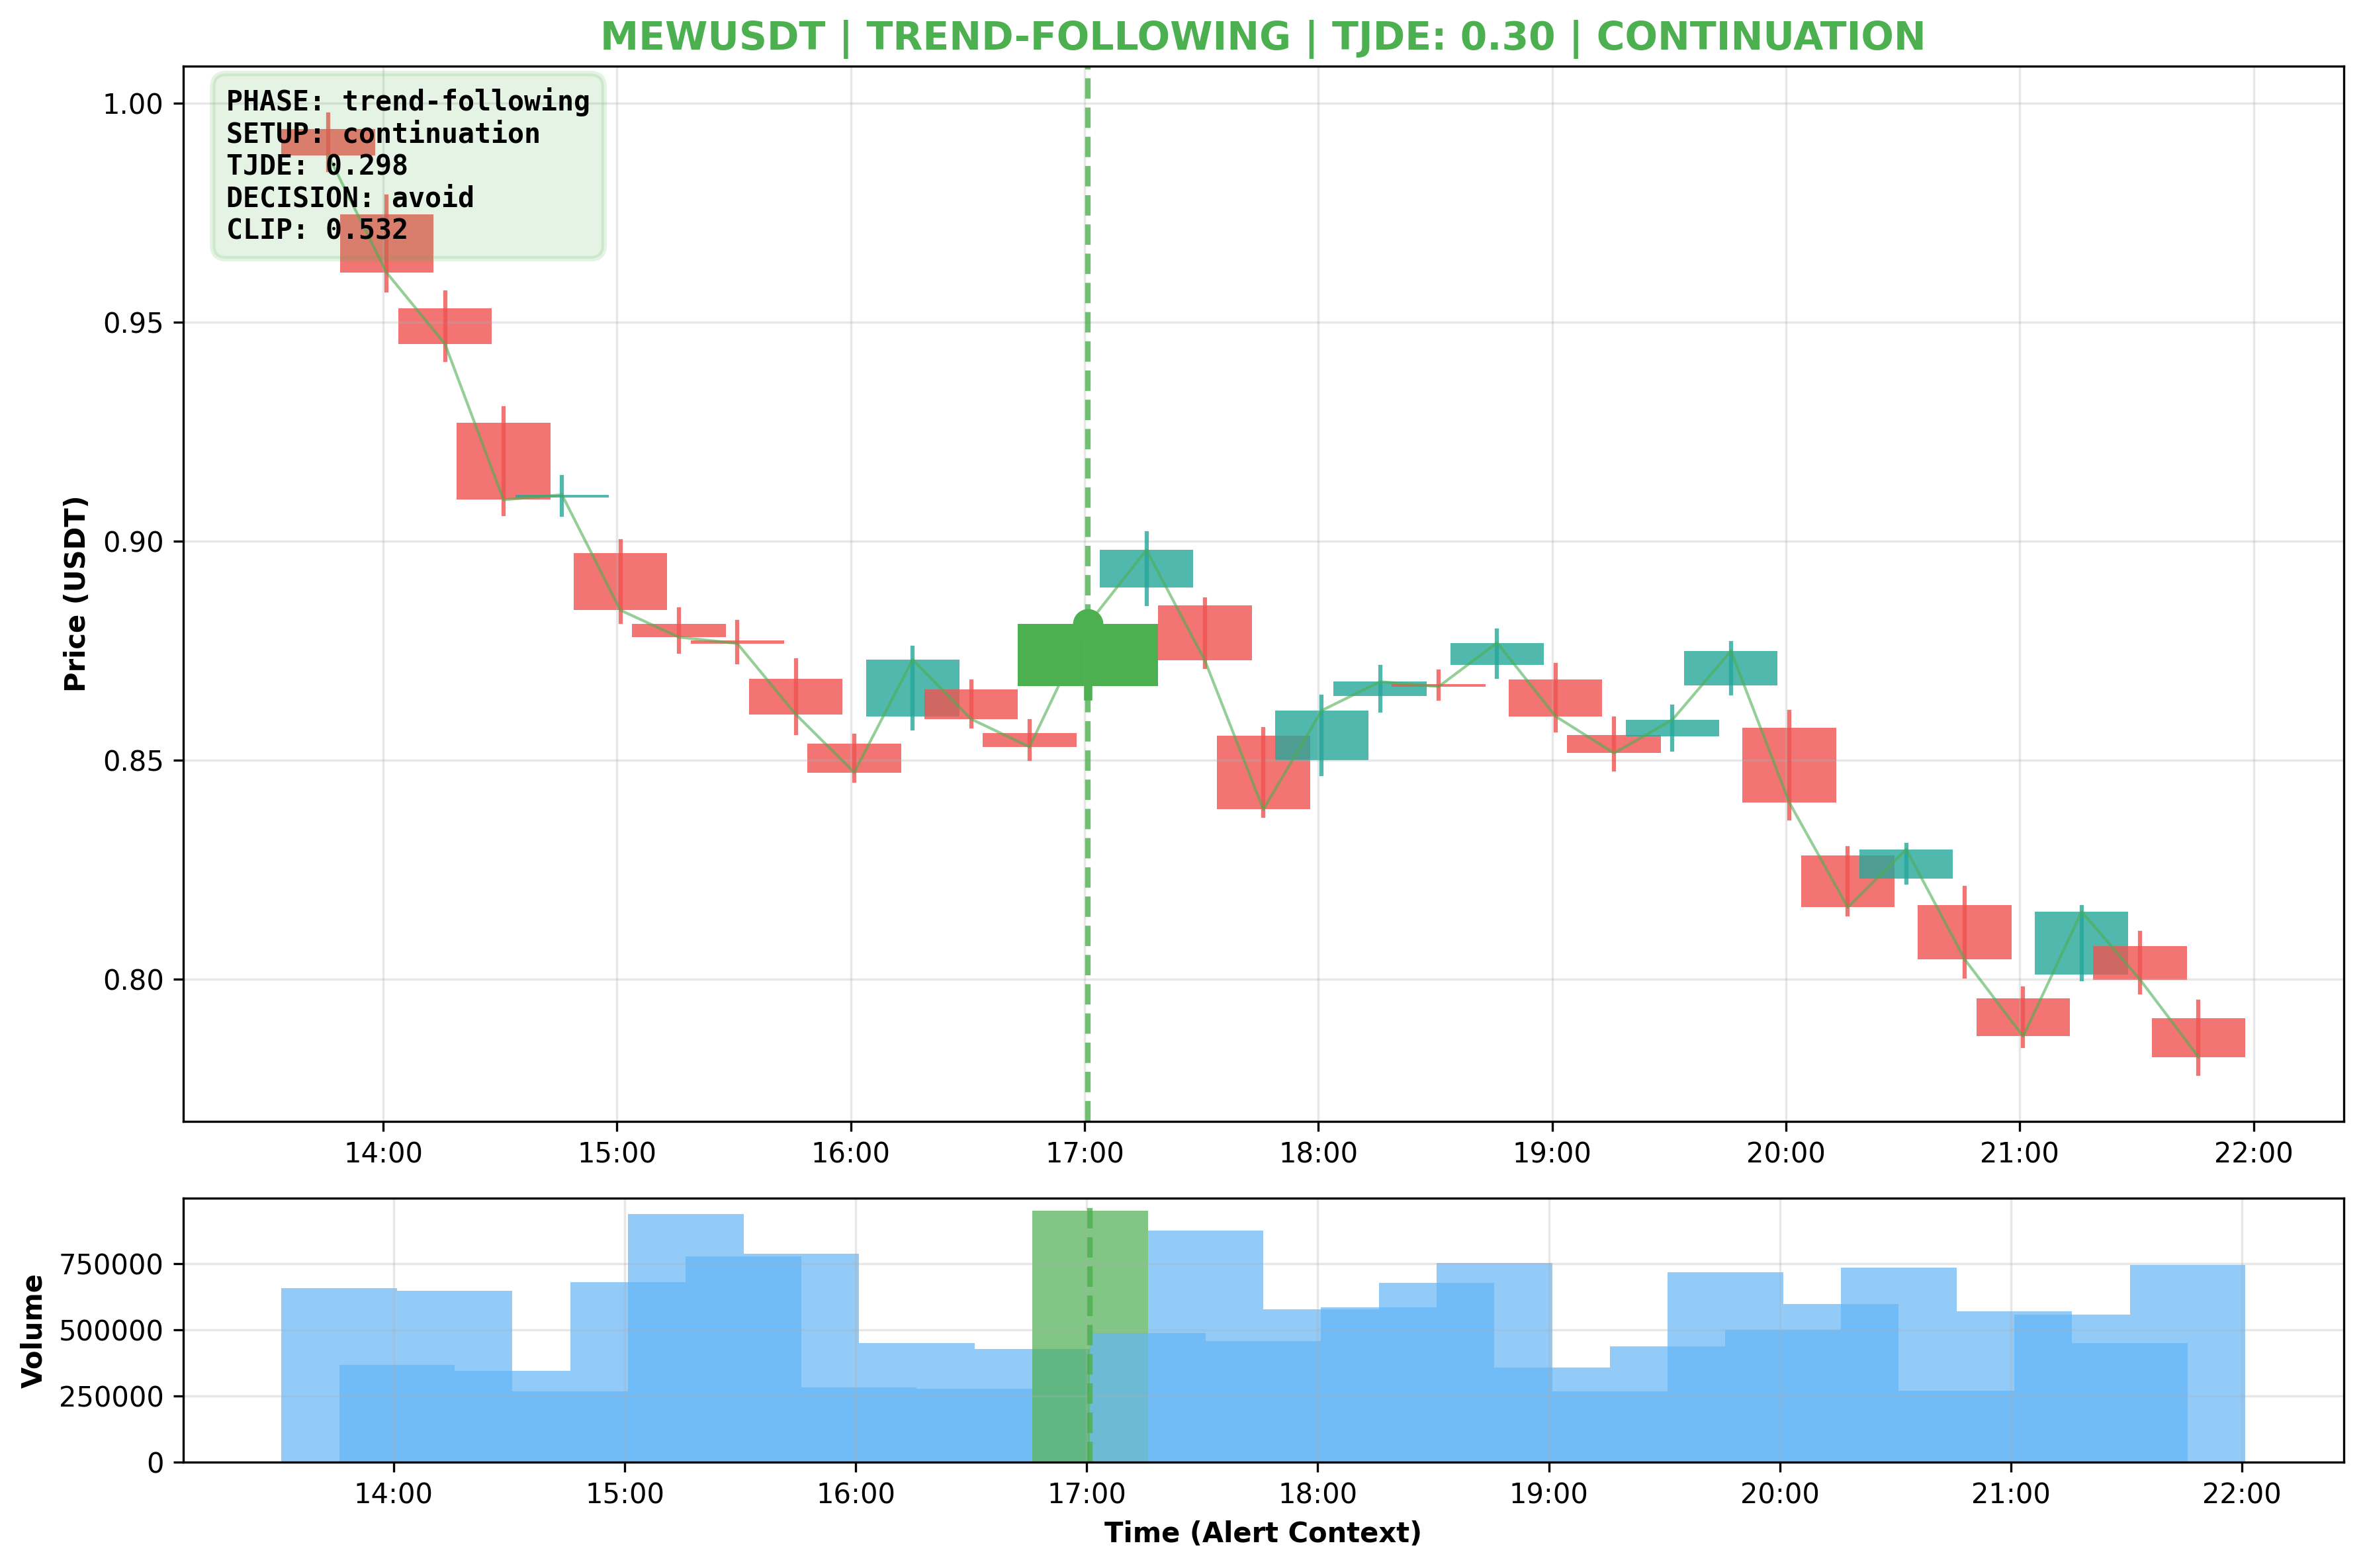 MEWUSDT | TREND-FOLLOWING | TJDE: 0.30 | CONTINUATION
PHASE: trend-following
SETUP: continuation
TJDE: 0.298
DECISION: avoid
CLIP: 0.532
Price (USDT)
1.00
0.95
0.90
0.85
0.80
14:00 15:00 16:00 17:00 18:00 19:00 20:00 21:00 22:00
Volume
750000
500000
250000
0
14:00 15:00 16:00 17:00 18:00 19:00 20:00 21:00 22:00
Time (Alert Context)